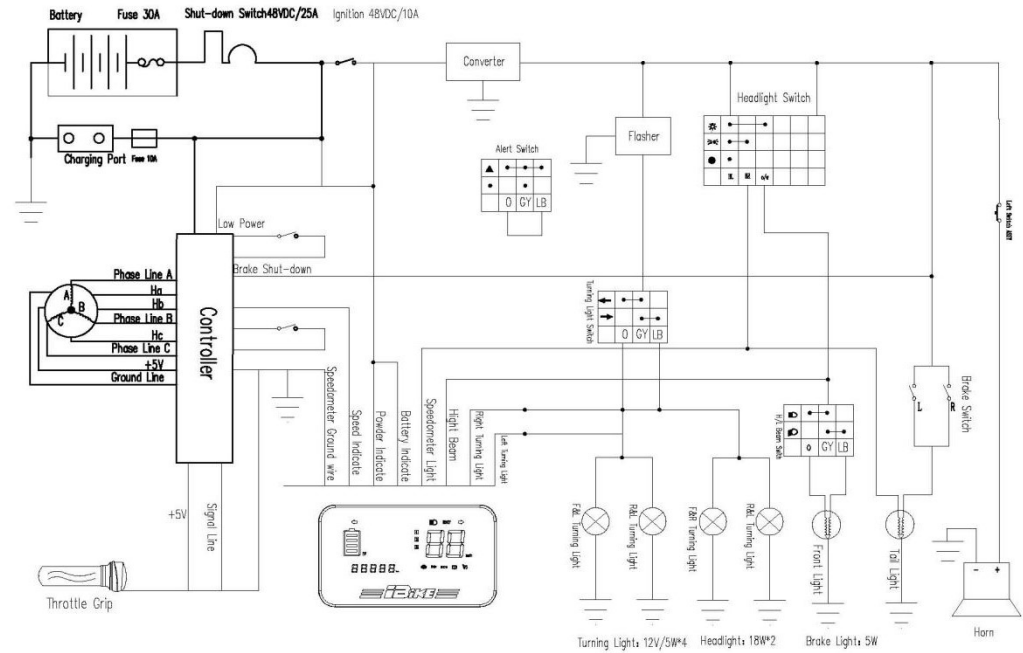 Battery Fuse 30A Shut-down Switch48VDC/25A Ignition 48VDC/10A
Converter
Headlight Switch
Flasher
Charging Port Fuse 10A
Alert Switch
O GY LB
Low Power
Brake Shut-down
Controller
Phase Line A
Ha
Hb
Phase Line B
Hc
Phase Line C
+5V
Ground Line
A
B
C
Turning Light Switch
O GY LB
Speedometer Ground wire
Speed Indicate
Powder Indicate
Battery Indicate
Speedometer Light
Hight Beam
Right Turning Light
Left Turning Light
H/L Beam Swith
O GY LB
L
R
Brake Switch
+5V
Signal Line
Throttle Grip
iBiKE
F&L Turning Light
R&L Turning Light
F&R Turning Light
R&L Turning Light
Front Light
Tail Light
- +
Horn
Turning Light: 12V/5W*4 Headlight: 18W*2 Brake Light: 5W